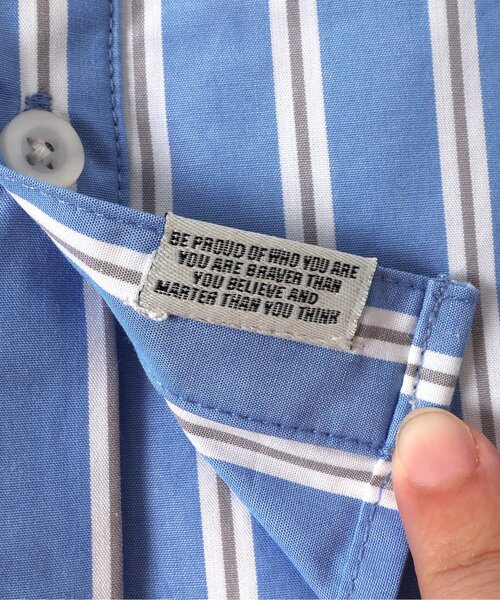 BE PROUD OF WHO YOU ARE
YOU ARE BRAVER THAN
YOU BELIEVE AND
MARTER THAN YOU THINK